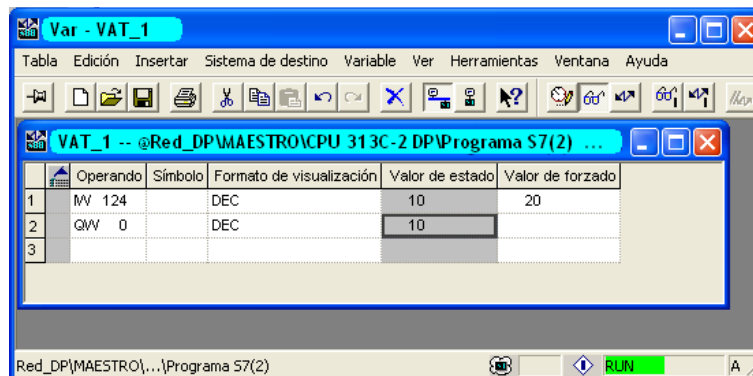 Var - VAT_1
Tabla Edición Insertar Sistema de destino Variable Ver Herramientas Ventana Ayuda
VAT_1 -- @Red_DP\MAESTRO\CPU 313C-2 DP\Programa S7(2) ...
Operando Símbolo Formato de visualización Valor de estado Valor de forzado
1 IW 124 DEC 10 20
2 QW 0 DEC 10
3
Red_DP\MAESTRO\...\Programa S7(2) RUN A